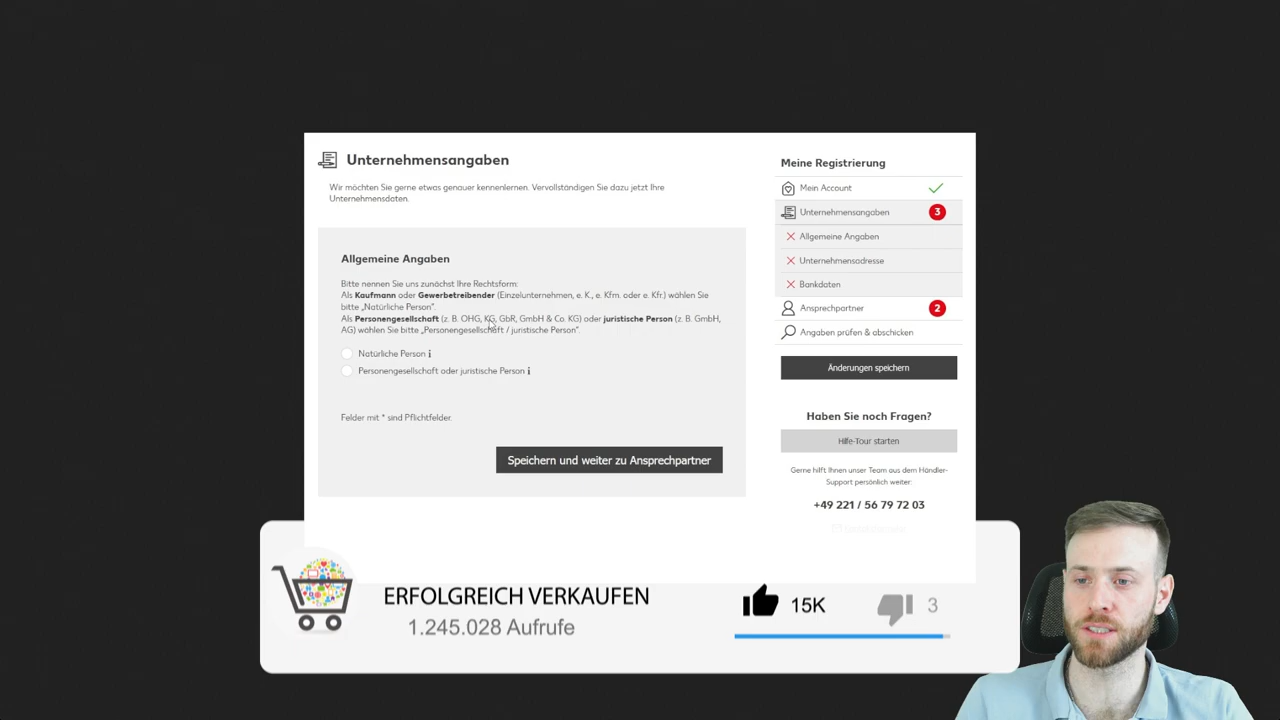 Unternehmensangaben
Wir möchten Sie gerne etwas genauer kennenlernen. Vervollständigen Sie dazu jetzt Ihre
Unternehmensdaten.
Allgemeine Angaben
Bitte nennen Sie uns zunächst Ihre Rechtsform:
Als Kaufmann oder Gewerbetreibender (Einzelunternehmen, e. K., e. Kfm. oder e. Kfr.) wählen Sie
bitte „Natürliche Person".
Als Personengesellschaft (z. B. OHG, KG, GbR, GmbH & Co. KG) oder juristische Person (z. B. GmbH,
AG) wählen Sie bitte „Personengesellschaft / juristische Person".
Natürliche Person i
Personengesellschaft oder juristische Person i
Felder mit * sind Pflichtfelder.
Speichern und weiter zu Ansprechpartner
Meine Registrierung
Mein Account
Unternehmensangaben 3
Allgemeine Angaben
Unternehmensadresse
Bankdaten
Ansprechpartner 2
Angaben prüfen & abschicken
Änderungen speichern
Haben Sie noch Fragen?
Hilfe-Tour starten
Gerne hilft Ihnen unser Team aus dem Händler-
Support persönlich weiter:
+49 221 / 56 79 72 03
ERFOLGREICH VERKAUFEN
1.245.028 Aufrufe
15K
3